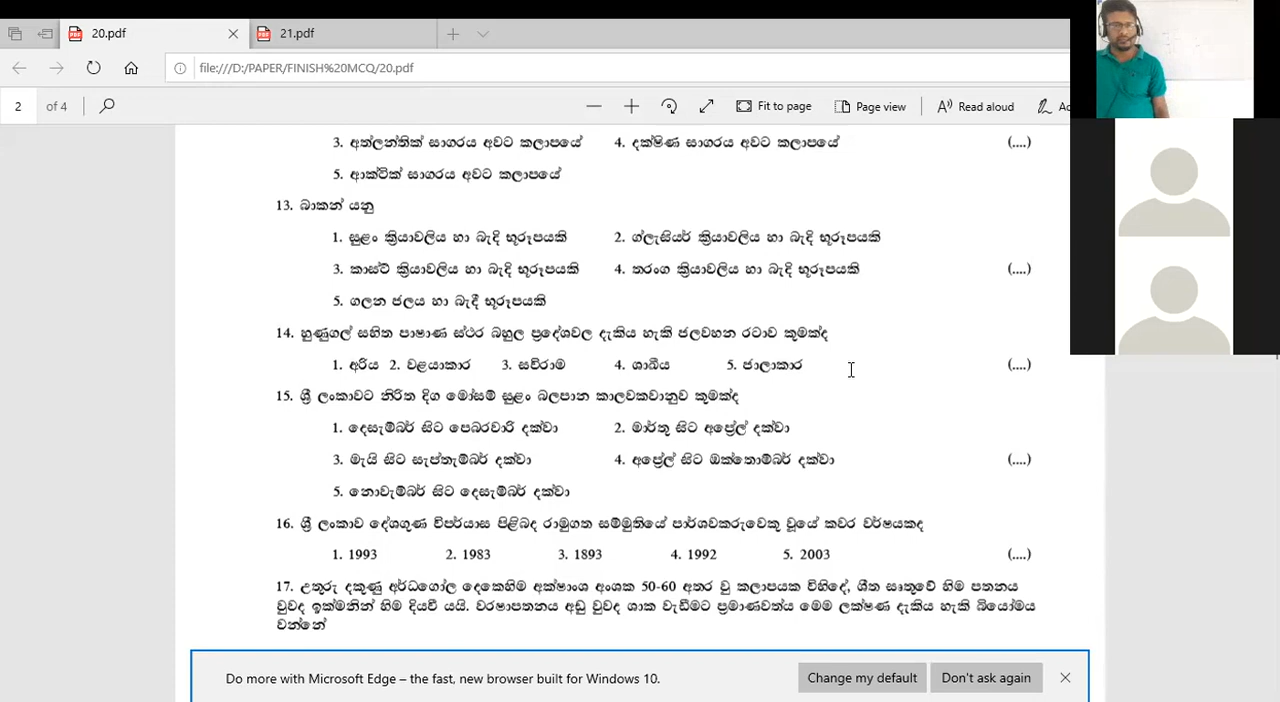 20.pdf
21.pdf
file:///D:/PAPER/FINISH%20MCQ/20.pdf
2 of 4 Fit to page Page view Read aloud
3. අත්ලන්තික් සාගරය අවට කලාපයේ 4. දක්ෂිණ සාගරය අවට කලාපයේ (....)
5. ආක්ටික් සාගරය අවට කලාපයේ
13. බාකන් යනු
1. සුළං ක්‍රියාවලිය හා බැදි භූරූපයකි 2. ග්ලැසියර් ක්‍රියාවලිය හා බැදි භූරූපයකි
3. කාස්ට් ක්‍රියාවලිය හා බැදි භූරූපයකි 4. තරංග ක්‍රියාවලිය හා බැදි භූරූපයකි (....)
5. ගලන ජලය හා බැදී භූරූපයකි
14. හුණුගල් සහිත පාෂාණ ස්ථර බහුල ප්‍රදේශවල දැකිය හැකි ජලවහන රටාව කුමක්ද
1. අරිය 2. වළයාකාර 3. සවිරාම 4. ශාඛීය 5. ජාලාකාර (....)
15. ශ්‍රී ලංකාවට නිරිත දිග මෝසම් සුළං බලපාන කාලවකවානුව කුමක්ද
1. දෙසැම්බර් සිට පෙබරවාරි දක්වා 2. මාර්තු සිට අප්‍රේල් දක්වා
3. මැයි සිට සැප්තැම්බර් දක්වා 4. අප්‍රේල් සිට ඔක්තොම්බර් දක්වා (....)
5. නොවැම්බර් සිට දෙසැම්බර් දක්වා
16. ශ්‍රී ලංකාව දේශගුණ විපර්යාස පිළිබද රාමුගත සම්මුතියේ පාර්ශවකරුවෙකු වූයේ කවර වර්ෂයකද
1. 1993 2. 1983 3. 1893 4. 1992 5. 2003 (....)
17. උතුරු දකුණු අර්ධගෝල දෙකෙහිම අක්ෂාංශ අංශක 50-60 අතර වූ කලාපයක විහිදේ, ශීත සෘතුවේ හිම පතනය
වුවද ඉක්මනින් හිම දියවී යයි. වරෂාපතනය අඩු වුවද ශාක වැඩීමට ප්‍රමාණවත්ය මෙම ලක්ෂණ දැකිය හැකි බියෝමය
වන්නේ
Do more with Microsoft Edge – the fast, new browser built for Windows 10. Change my default Don't ask again